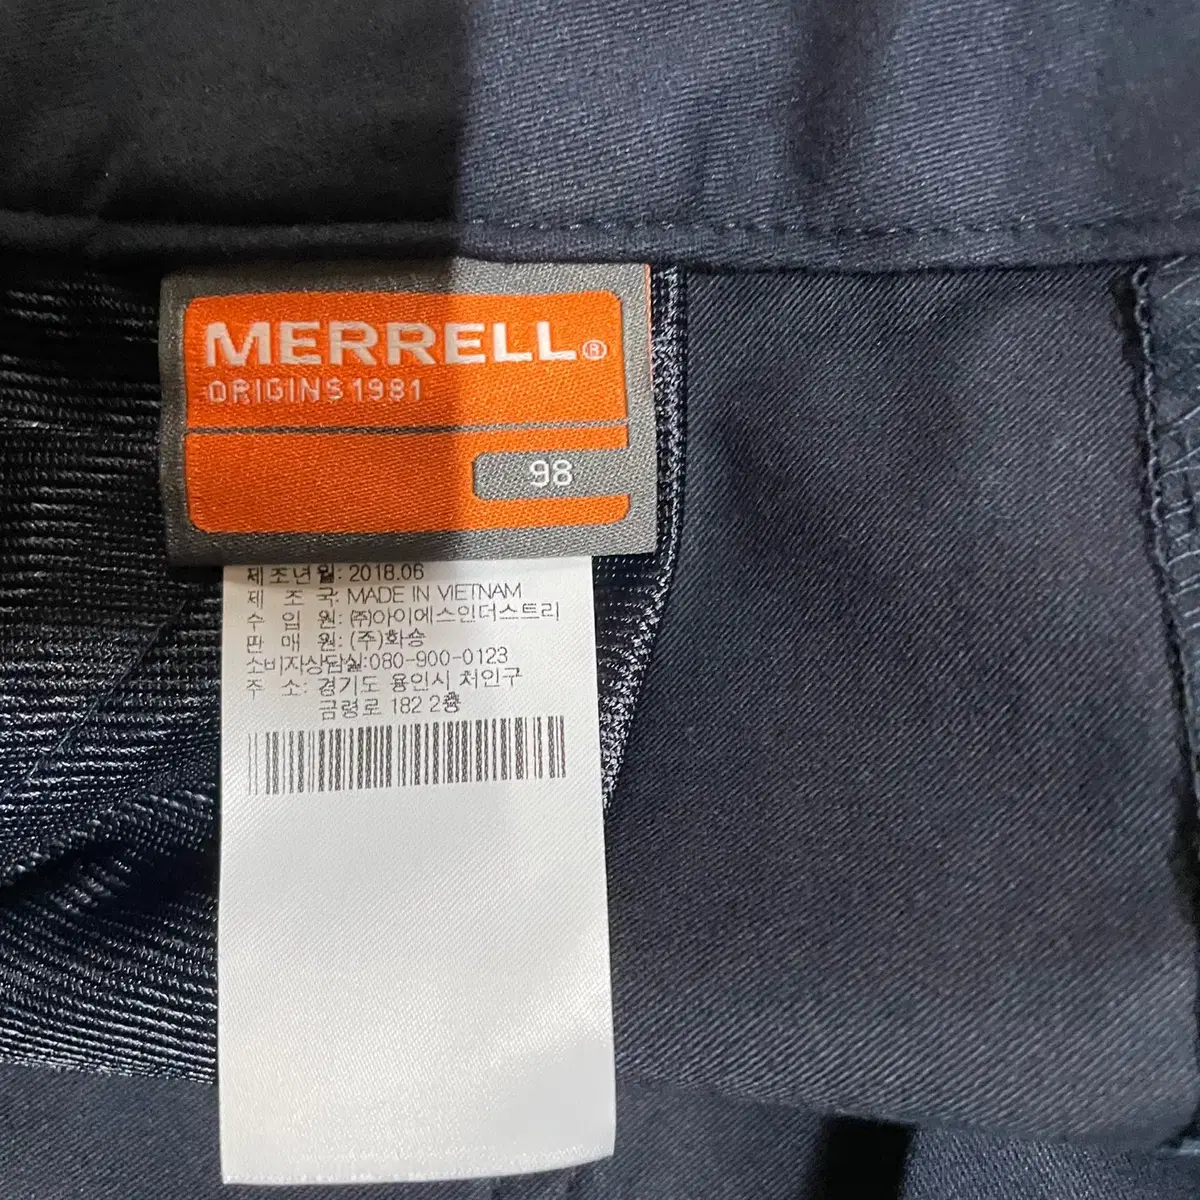 MERRELL®
ORIGINS 1981
98
제조년월: 2018.06
제 조 국: MADE IN VIETNAM
수 입 원: (주)아이에스인더스트리
판 매 원: (주)화승
소비자상담실:080-900-0123
주 소: 경기도 용인시 처인구
금령로 182 2층